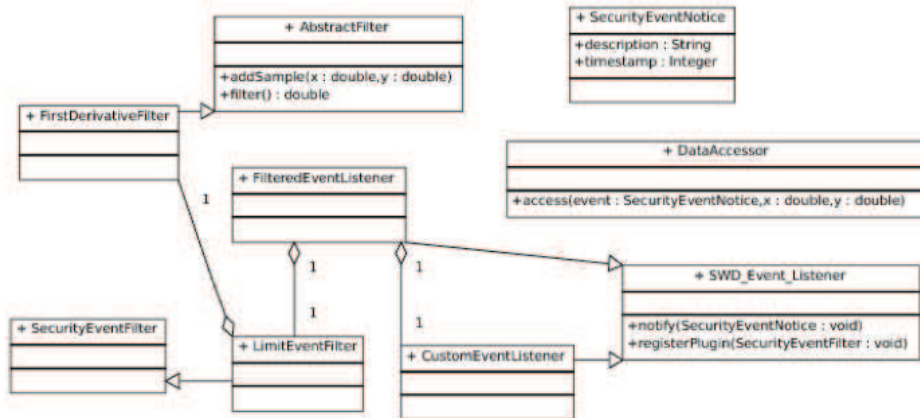 + AbstractFilter
+addSample(x : double,y : double)
+filter() : double
+ SecurityEventNotice
+description : String
+timestamp : Integer
+ FirstDerivativeFilter
+ DataAccessor
+access(event : SecurityEventNotice,x : double,y : double)
+ FilteredEventListener
1
1
1
+ SWD_Event_Listener
+notify(SecurityEventNotice : void)
+registerPlugin(SecurityEventFilter : void)
1
1
+ SecurityEventFilter
+ LimitEventFilter
+ CustomEventListener